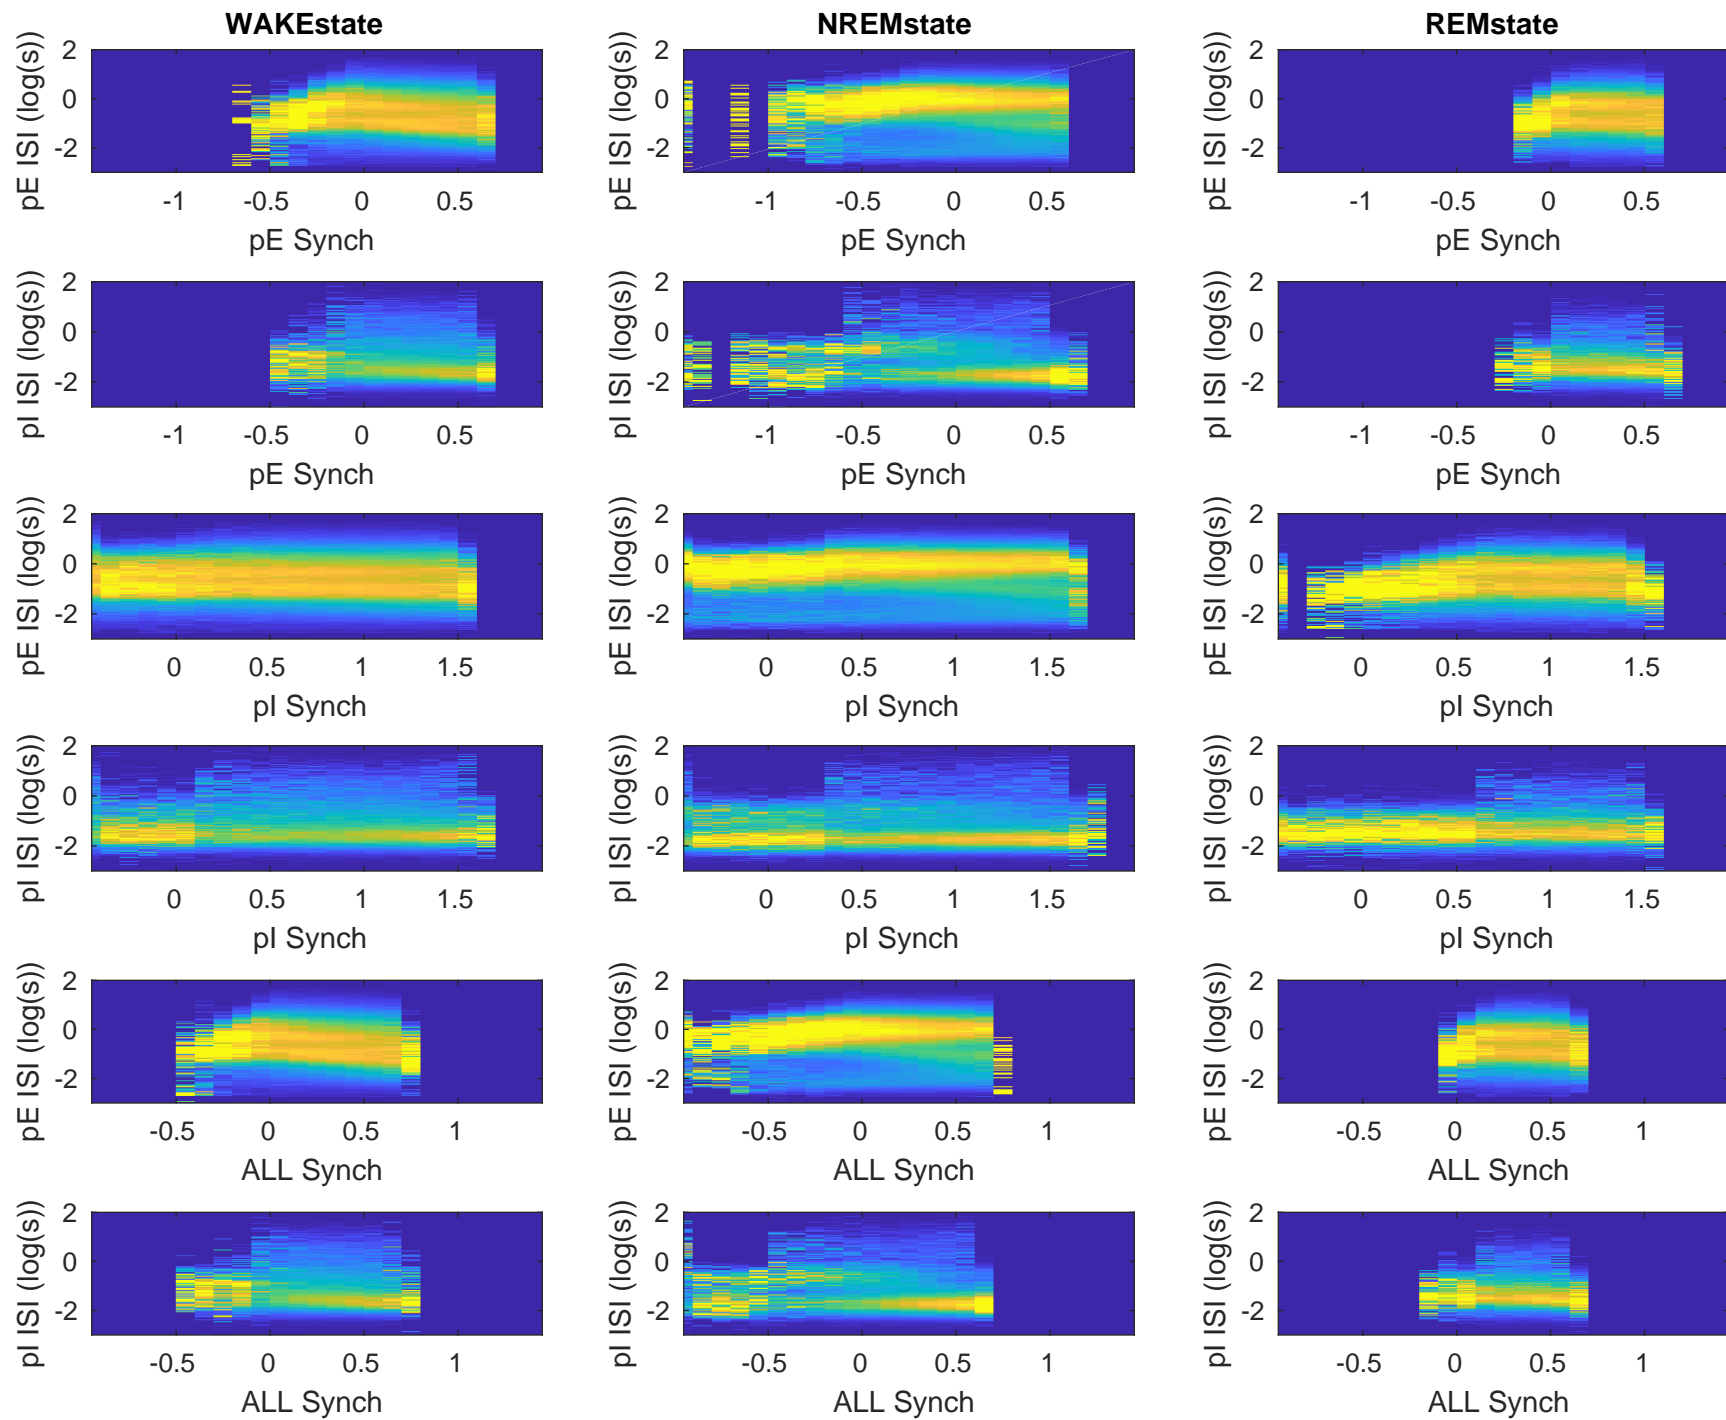 WAKEstate NREMstate REMstate
pE ISI (log(s)) 2 0 -2 pE ISI (log(s)) 2 0 -2 pE ISI (log(s)) 2 0 -2
-1 -0.5 0 0.5 -1 -0.5 0 0.5 -1 -0.5 0 0.5
pE Synch pE Synch pE Synch
pI ISI (log(s)) 2 0 -2 pI ISI (log(s)) 2 0 -2 pI ISI (log(s)) 2 0 -2
-1 -0.5 0 0.5 -1 -0.5 0 0.5 -1 -0.5 0 0.5
pE Synch pE Synch pE Synch
pE ISI (log(s)) 2 0 -2 pE ISI (log(s)) 2 0 -2 pE ISI (log(s)) 2 0 -2
0 0.5 1 1.5 0 0.5 1 1.5 0 0.5 1 1.5
pI Synch pI Synch pI Synch
pI ISI (log(s)) 2 0 -2 pI ISI (log(s)) 2 0 -2 pI ISI (log(s)) 2 0 -2
0 0.5 1 1.5 0 0.5 1 1.5 0 0.5 1 1.5
pI Synch pI Synch pI Synch
pE ISI (log(s)) 2 0 -2 pE ISI (log(s)) 2 0 -2 pE ISI (log(s)) 2 0 -2
-0.5 0 0.5 1 -0.5 0 0.5 1 -0.5 0 0.5 1
ALL Synch ALL Synch ALL Synch
pI ISI (log(s)) 2 0 -2 pI ISI (log(s)) 2 0 -2 pI ISI (log(s)) 2 0 -2
-0.5 0 0.5 1 -0.5 0 0.5 1 -0.5 0 0.5 1
ALL Synch ALL Synch ALL Synch